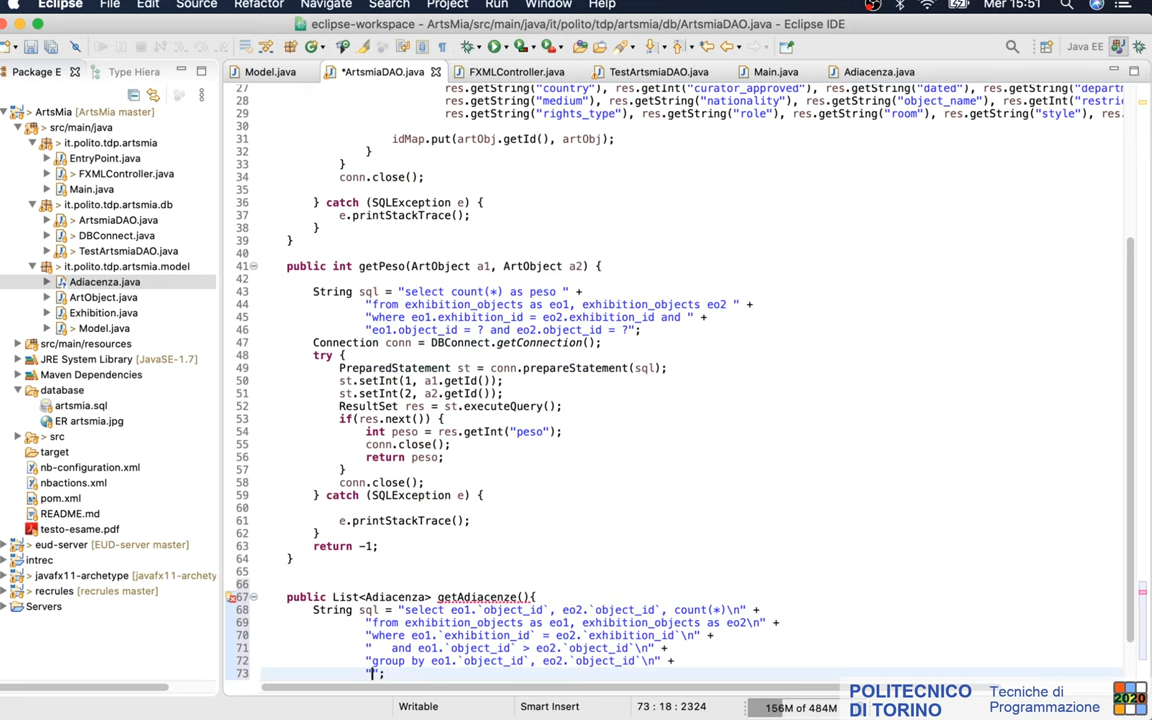 Eclipse File Edit Source Refactor Navigate Search Project Run Window Help Mer 15:51
eclipse-workspace - ArtsMia/src/main/java/it/polito/tdp/artsmia/db/ArtsmiaDAO.java - Eclipse IDE
Java EE
Package E Type Hiera
Model.java *ArtsmiaDAO.java FXMLController.java TestArtsmiaDAO.java Main.java Adiacenza.java
ArtsMia [ArtsMia master]
src/main/java
it.polito.tdp.artsmia
EntryPoint.java
> FXMLController.java
Main.java
> it.polito.tdp.artsmia.db
> ArtsmiaDAO.java
> DBConnect.java
> TestArtsmiaDAO.java
> it.polito.tdp.artsmia.model
Adiacenza.java
ArtObject.java
Exhibition.java
> Model.java
src/main/resources
JRE System Library [JavaSE-1.7]
Maven Dependencies
database
artsmia.sql
ER artsmia.jpg
> src
target
nb-configuration.xml
nbactions.xml
pom.xml
README.md
testo-esame.pdf
> eud-server [EUD-server master]
intrec
> javafx11-archetype [javafx11-archety
> recrules [recrules master]
Servers
27 res.getString("country"), res.getInt("curator_approved"), res.getString("dated"), res.getString("depart
28 res.getString("medium"), res.getString("nationality"), res.getString("object_name"), res.getInt("restric
29 res.getString("rights_type"), res.getString("role"), res.getString("room"), res.getString("style"), res.
30
31 idMap.put(artObj.getId(), artObj);
32 }
33 }
34 conn.close();
35
36 } catch (SQLException e) {
37 e.printStackTrace();
38 }
39 }
40
41 public int getPeso(ArtObject a1, ArtObject a2) {
42
43 String sql = "select count(*) as peso " +
44 "from exhibition_objects as eo1, exhibition_objects eo2 " +
45 "where eo1.exhibition_id = eo2.exhibition_id and " +
46 "eo1.object_id = ? and eo2.object_id = ?";
47 Connection conn = DBConnect.getConnection();
48 try {
49 PreparedStatement st = conn.prepareStatement(sql);
50 st.setInt(1, a1.getId());
51 st.setInt(2, a2.getId());
52 ResultSet res = st.executeQuery();
53 if(res.next()) {
54 int peso = res.getInt("peso");
55 conn.close();
56 return peso;
57 }
58 conn.close();
59 } catch (SQLException e) {
60
61 e.printStackTrace();
62 }
63 return -1;
64 }
65
66
67 public List<Adiacenza> getAdiacenze(){
68 String sql = "select eo1.`object_id`, eo2.`object_id`, count(*)\n" +
69 "from exhibition_objects as eo1, exhibition_objects as eo2\n" +
70 "where eo1.`exhibition_id` = eo2.`exhibition_id`\n" +
71 " and eo1.`object_id` > eo2.`object_id`\n" +
72 "group by eo1.`object_id`, eo2.`object_id`\n" +
73 "";
Writable Smart Insert 73 : 18 : 2324 156M of 484M
POLITECNICO
DI TORINO
Tecniche di
Programmazione
2020